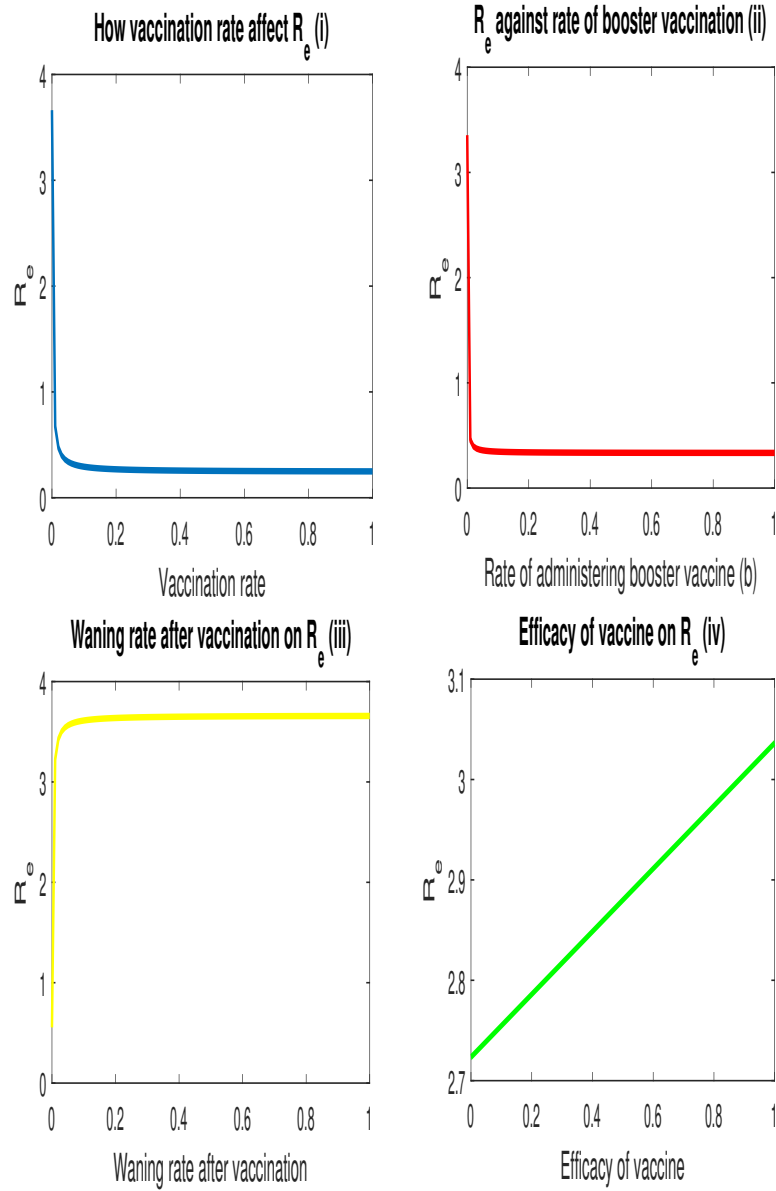 How vaccination rate affect R_e (i)
4
3
2
1
0
R_e
0 0.2 0.4 0.6 0.8 1
Vaccination rate
R_e against rate of booster vaccination (ii)
4
3
2
1
0
R_e
0 0.2 0.4 0.6 0.8 1
Rate of administering booster vaccine (b)
Waning rate after vaccination on R_e (iii)
4
3
2
1
0
R_e
0 0.2 0.4 0.6 0.8 1
Waning rate after vaccination
Efficacy of vaccine on R_e (iv)
3.1
3
2.9
2.8
2.7
R_e
0 0.2 0.4 0.6 0.8 1
Efficacy of vaccine